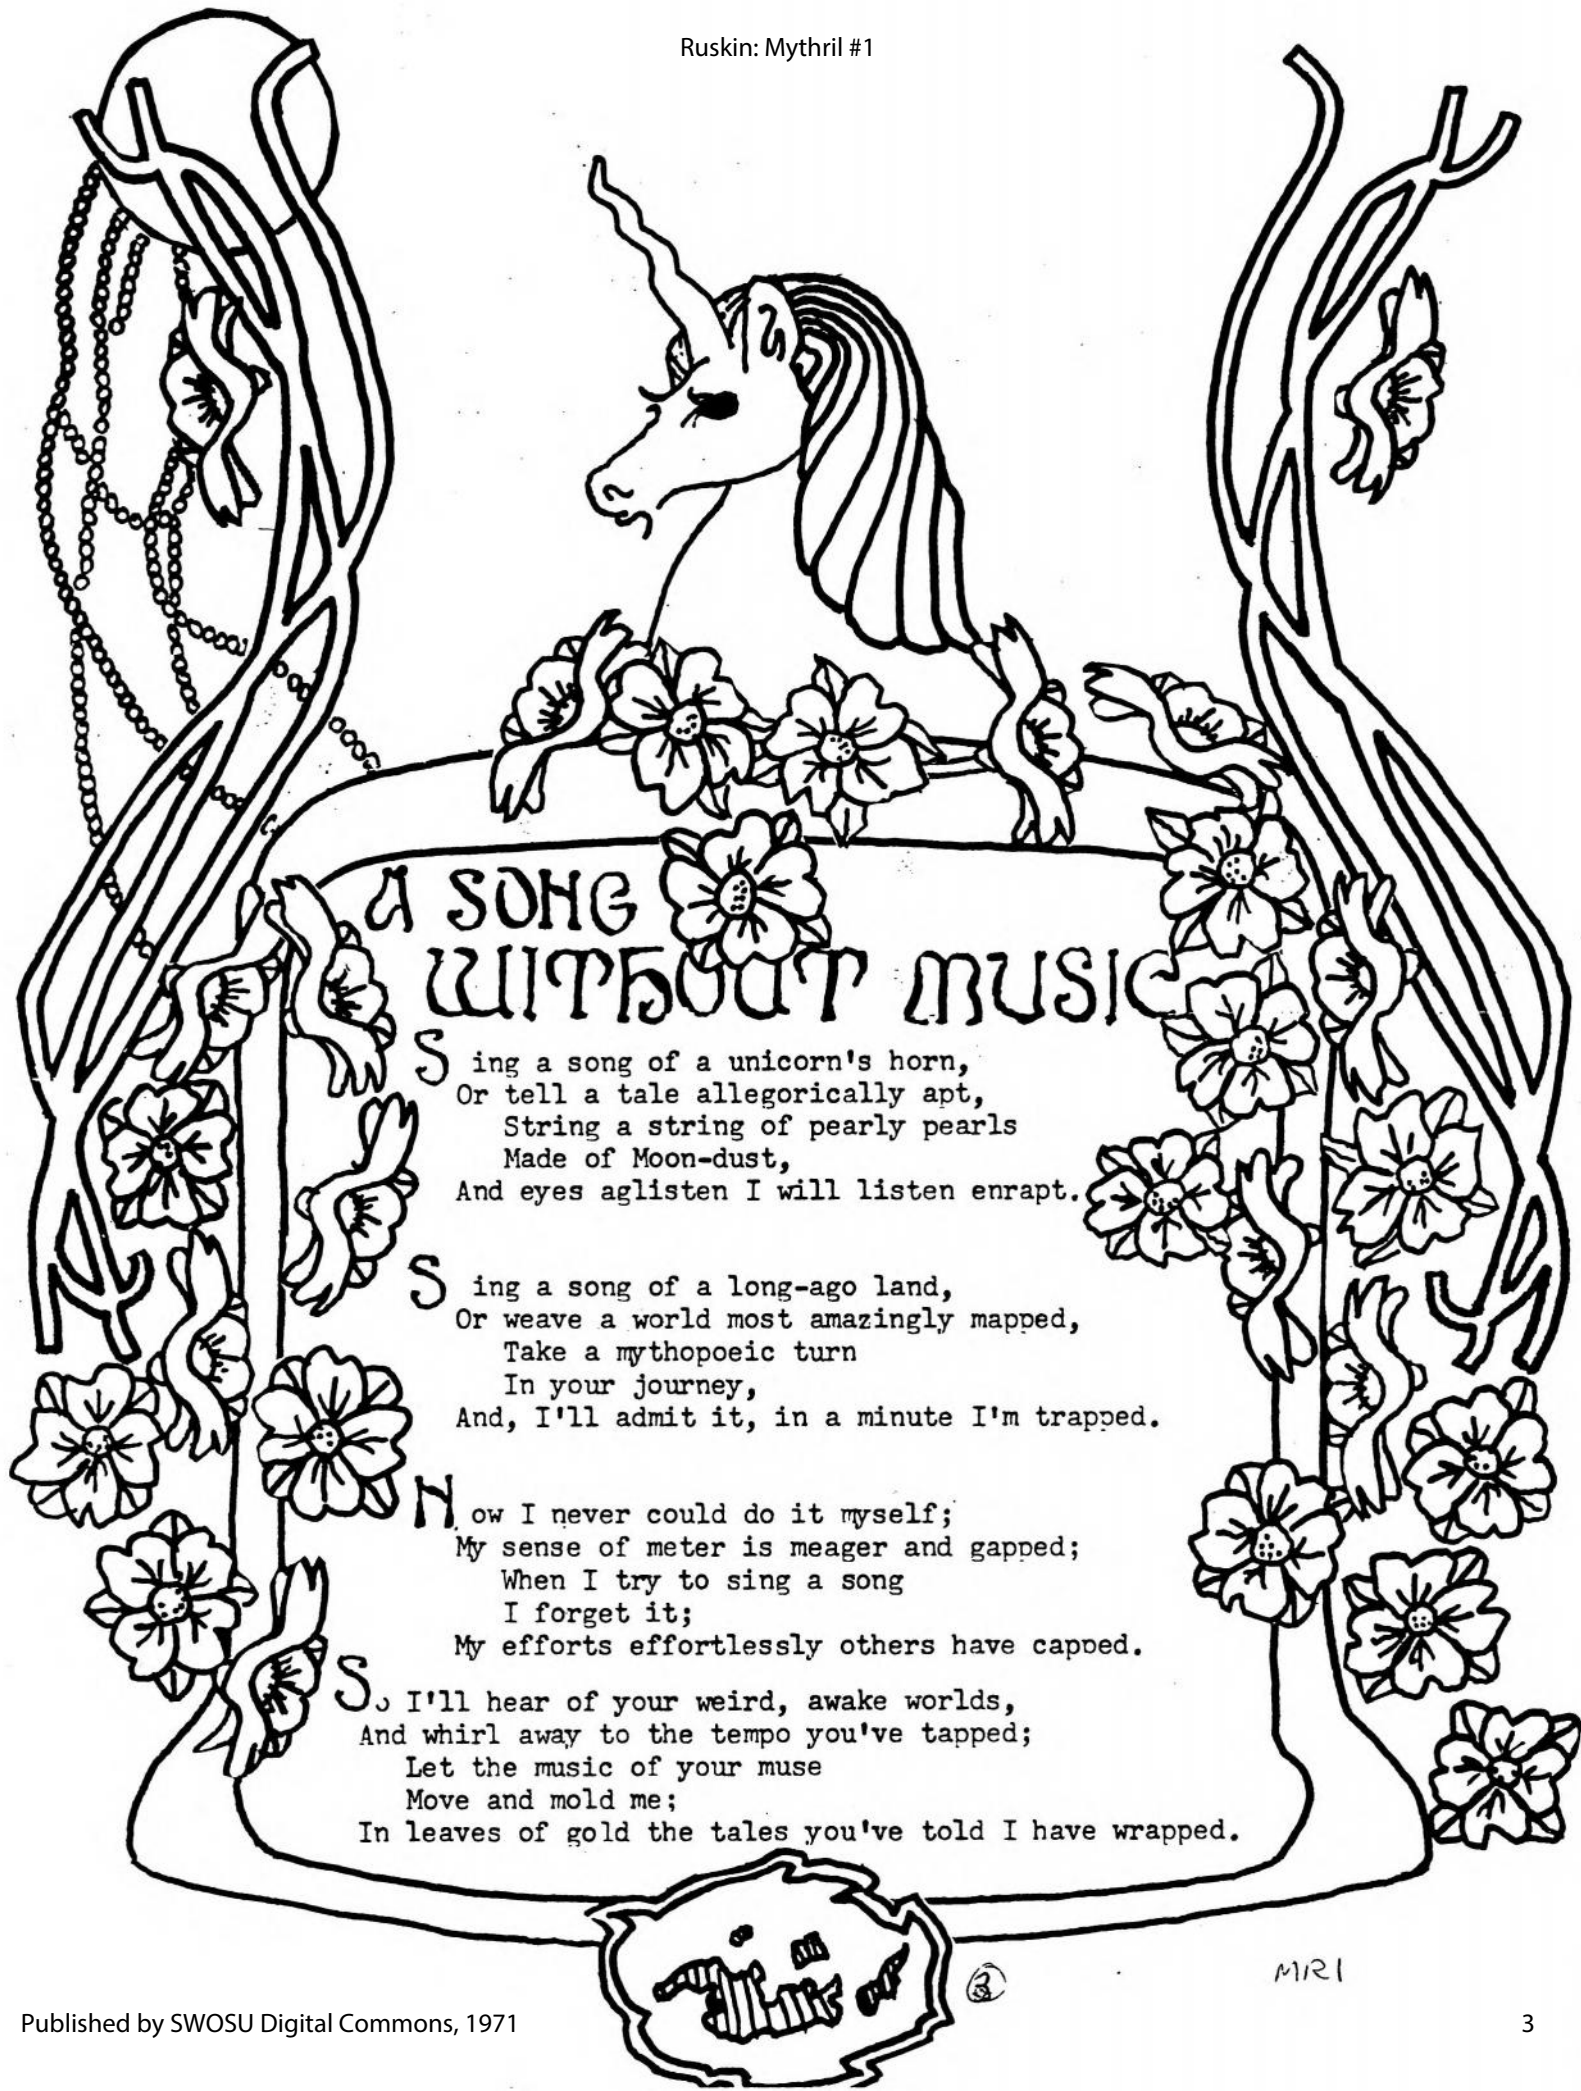 Ruskin: Mythril #1
A SONG
WITHOUT MUSIC
Sing a song of a unicorn's horn,
Or tell a tale allegorically apt,
String a string of pearly pearls
Made of Moon-dust,
And eyes aglisten I will listen enrapt.
Sing a song of a long-ago land,
Or weave a world most amazingly mapped,
Take a mythopoeic turn
In your journey,
And, I'll admit it, in a minute I'm trapped.
Now I never could do it myself;
My sense of meter is meager and gapped;
When I try to sing a song
I forget it;
My efforts effortlessly others have capped.
So I'll hear of your weird, awake worlds,
And whirl away to the tempo you've tapped;
Let the music of your muse
Move and mold me;
In leaves of gold the tales you've told I have wrapped.
3
MRI
Published by SWOSU Digital Commons, 1971
3